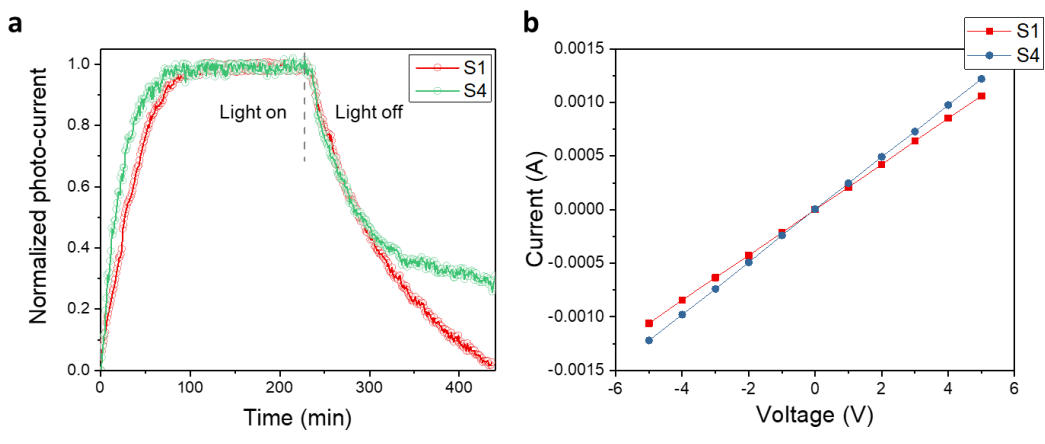 a
Normalized photo-current
1.0
0.8
0.6
0.4
0.2
0.0
0
100
200
300
400
Time (min)
Light on
Light off
S1
S4
b
Current (A)
0.0015
0.0010
0.0005
0.0000
-0.0005
-0.0010
-0.0015
-6
-4
-2
0
2
4
6
Voltage (V)
S1
S4